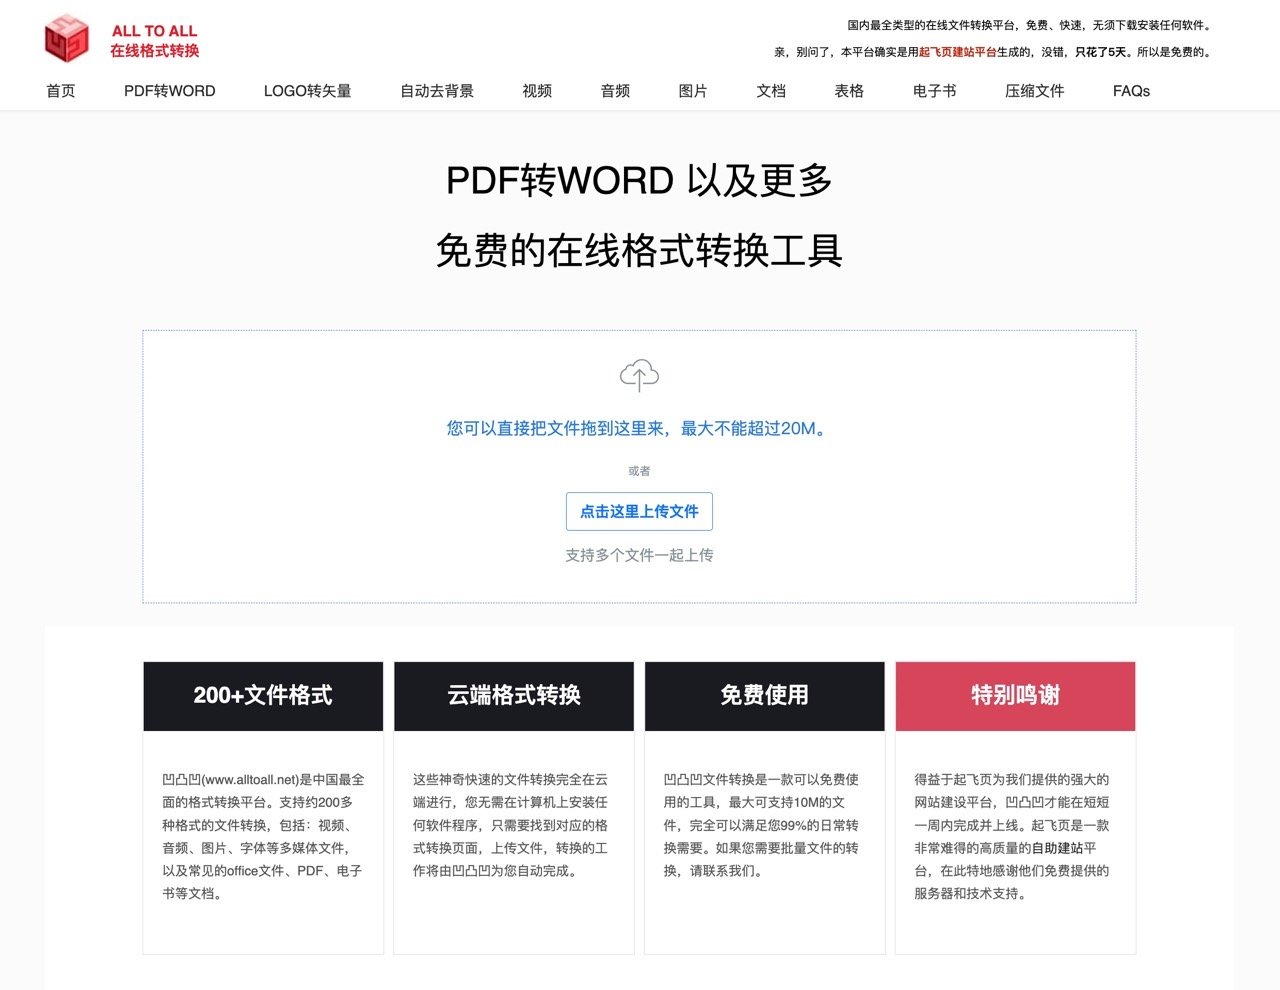 ALL TO ALL
在线格式转换
国内最全类型的在线文件转换平台，免费、快速，无须下载安装任何软件。
亲，别问了，本平台确实是用起飞页建站平台生成的，没错，只花了5天。所以是免费的。
首页 PDF转WORD LOGO转矢量 自动去背景 视频 音频 图片 文档 表格 电子书 压缩文件 FAQs
PDF转WORD 以及更多
免费的在线格式转换工具
您可以直接把文件拖到这里来，最大不能超过20M。
或者
点击这里上传文件
支持多个文件一起上传
200+文件格式
凹凸凹(www.alltoall.net)是中国最全
面的格式转换平台。支持约200多
种格式的文件转换，包括：视频、
音频、图片、字体等多媒体文件，
以及常见的office文件、PDF、电子
书等文档。
云端格式转换
这些神奇快速的文件转换完全在云
端进行，您无需在计算机上安装任
何软件程序，只需要找到对应的格
式转换页面，上传文件，转换的工
作将由凹凸凹为您自动完成。
免费使用
凹凸凹文件转换是一款可以免费使
用的工具，最大可支持10M的文
件，完全可以满足您99%的日常转
换需要。如果您需要批量文件的转
换，请联系我们。
特别鸣谢
得益于起飞页为我们提供的强大的
网站建设平台，凹凸凹才能在短短
一周内完成并上线。起飞页是一款
非常难得的高质量的自助建站平
台，在此特地感谢他们免费提供的
服务器和技术支持。